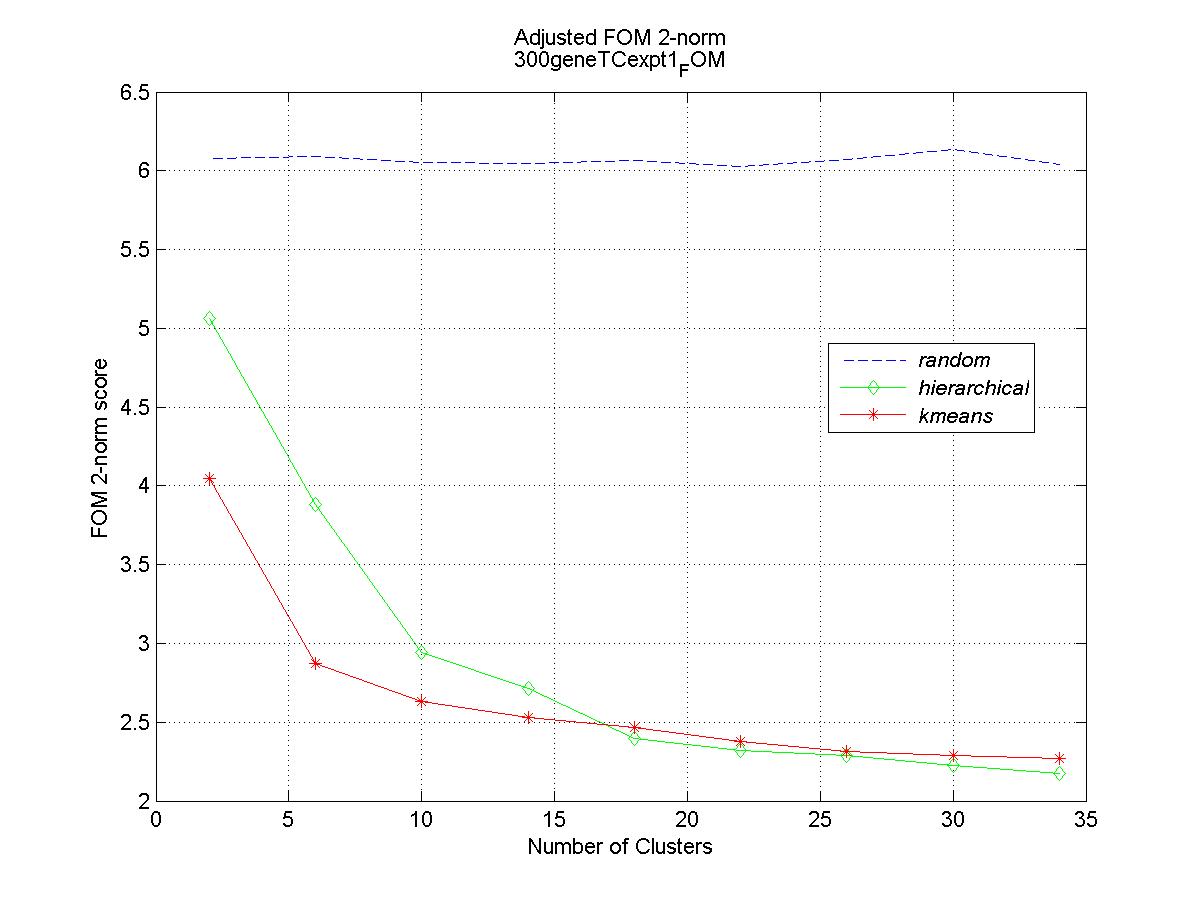 Adjusted FOM 2-norm
300geneTCexpt1FOM
6.5
6
5.5
5
4.5
4
3.5
3
2.5
2
FOM 2-norm score
random
hierarchical
kmeans
0 5 10 15 20 25 30 35
Number of Clusters